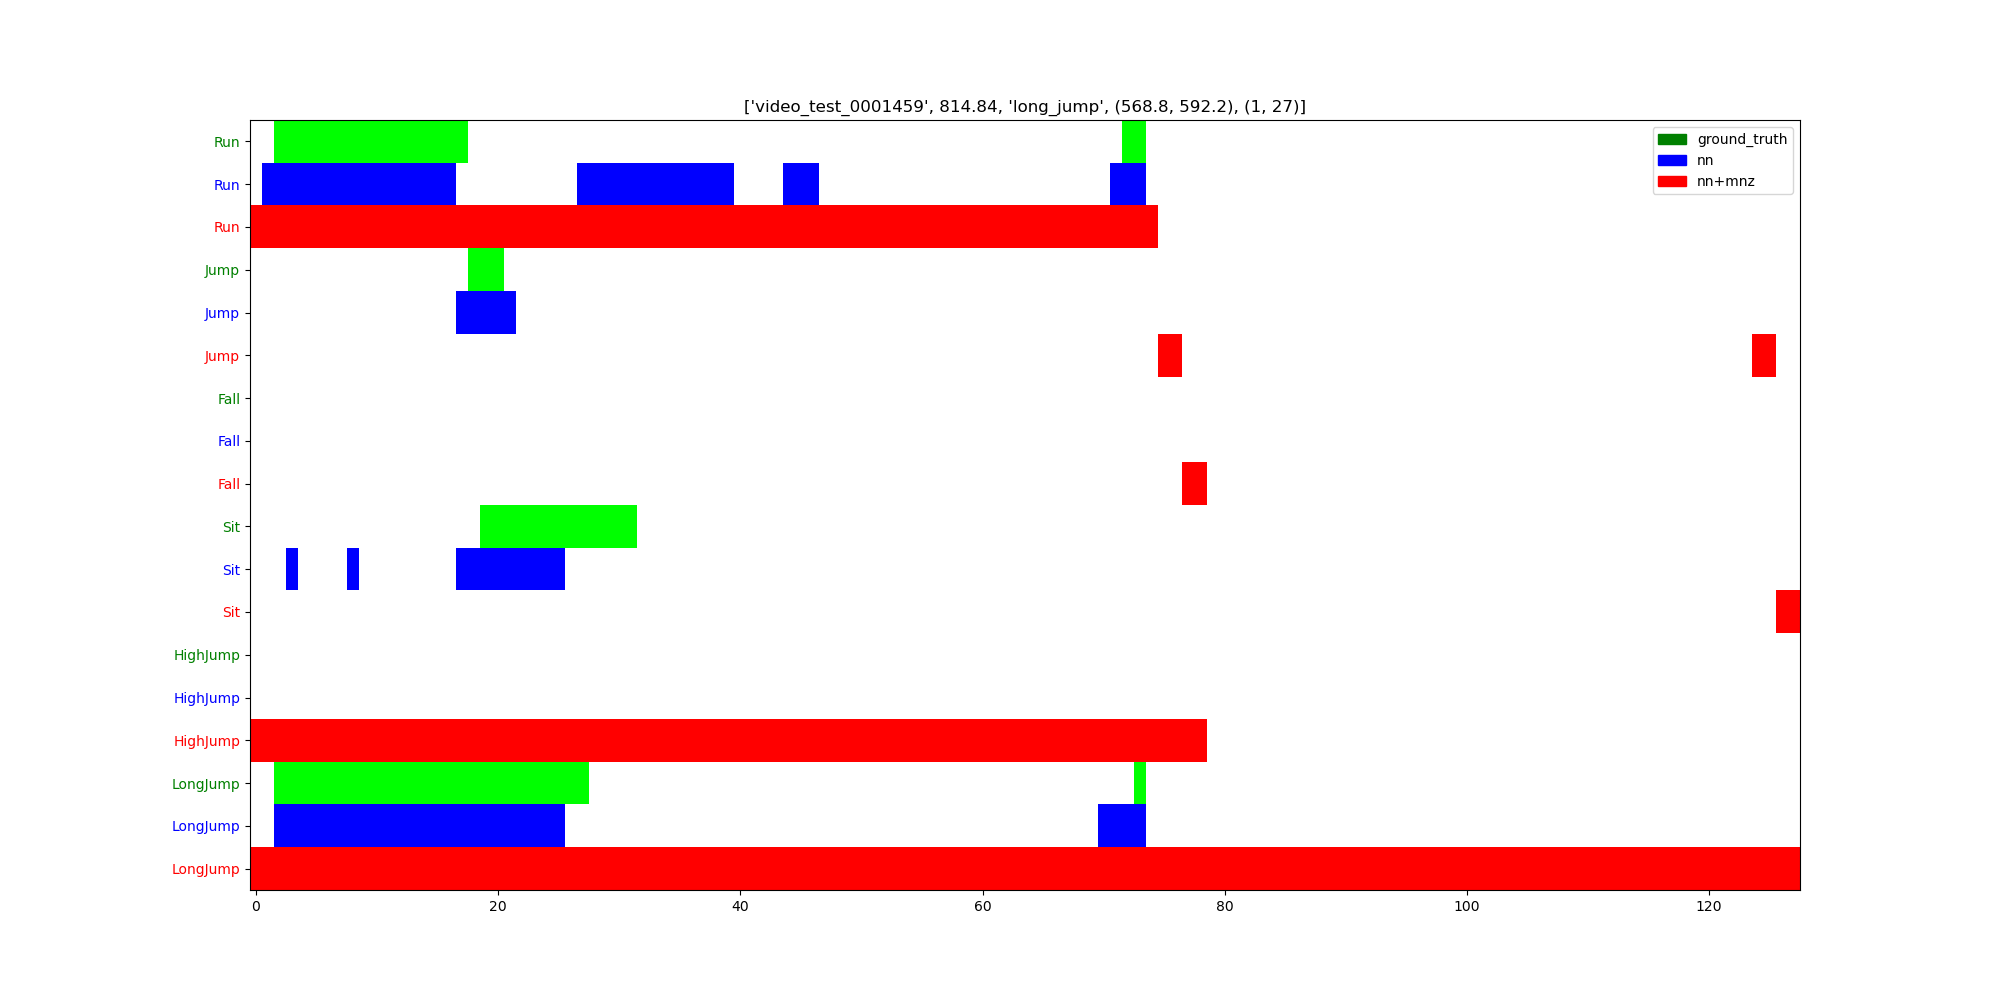 ['video_test_0001459', 814.84, 'long_jump', (568.8, 592.2), (1, 27)]
ground_truth
nn
nn+mnz
Run
Run
Run
Jump
Jump
Jump
Fall
Fall
Fall
Sit
Sit
Sit
HighJump
HighJump
HighJump
LongJump
LongJump
LongJump
0 20 40 60 80 100 120